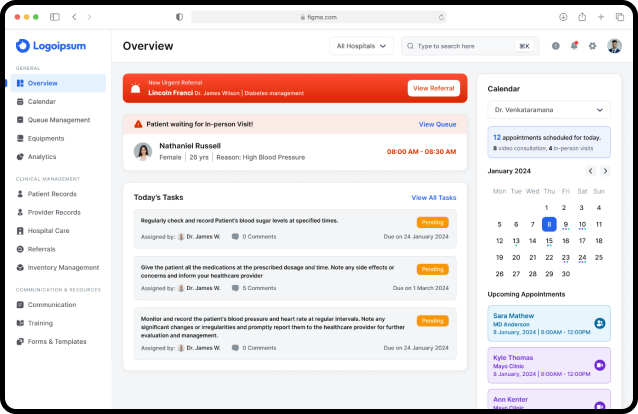 figma.com
Logoipsum
Overview
All Hospitals
Type to search here
⌘K
GENERAL
Overview
Calendar
Queue Management
Equipments
Analytics
CLINICAL MANAGEMENT
Patient Records
Provider Records
Hospital Care
Referrals
Inventory Management
COMMUNICATION & RESOURCES
Communication
Training
Forms & Templates
New Urgent Referral
Lincoln Franci Dr. James Wilson | Diabetes management
View Referral
Patient waiting for In-person Visit!
View Queue
Nathaniel Russell
Female | 26 yrs | Reason: High Blood Pressure
08:00 AM - 08:30 AM
Today's Tasks
View All Tasks
Regularly check and record Patient's blood sugar levels at specified times.
Pending
Assigned by: Dr. James W. 0 Comments
Due on 24 January 2024
Give the patient all the medications at the prescribed dosage and time. Note any side effects or
concerns and inform your healthcare provider
Pending
Assigned by: Dr. James W. 5 Comments
Due on 1 March 2024
Monitor and record the patient's blood pressure and heart rate at regular intervals. Note any
significant changes or irregularities and promptly report them to the healthcare provider for further
evaluation and management.
Pending
Assigned by: Dr. James W. 0 Comments
Due on 24 January 2024
Calendar
Dr. Venkataramana
12 appointments scheduled for today.
8 video consultation, 4 in-person visits
January 2024
Mon Tue Wed Thu Fri Sat Sun
1 2 3 4
5 6 7 8 9 10 11
12 13 14 15 16 17 18
19 20 21 22 23 24 25
26 27 28 29 30
Upcoming Appointments
Sara Mathew
MD Anderson
8 January, 2024 | 8:00AM - 12:00PM
Kyle Thomas
Mayo Clinic
8 January, 2024 | 8:00AM - 12:00PM
Ann Kenter
Mayo Clinic